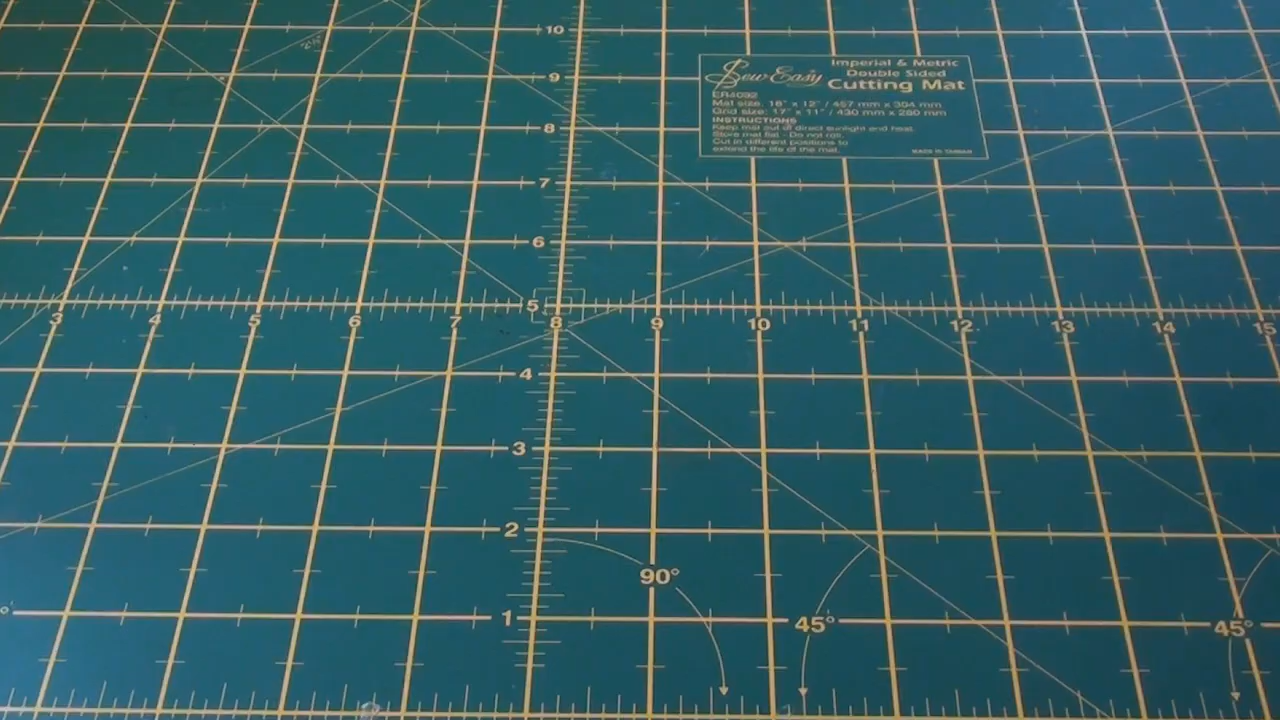 10
9
8
7
6
5
4
3
2
1
3 4 5 6 7 8 9 10 11 12 13 14 15
Sew Easy
Imperial & Metric
Double Sided
Cutting Mat
ER4092
Mat size: 18" x 12" / 457 mm x 304 mm
Grid size: 17" x 11" / 430 mm x 280 mm
INSTRUCTIONS
Keep mat out of direct sunlight and heat.
Store mat flat - Do not roll.
Cut in different positions to
extend the life of the mat.
MADE IN TAIWAN
90°
45°
45°